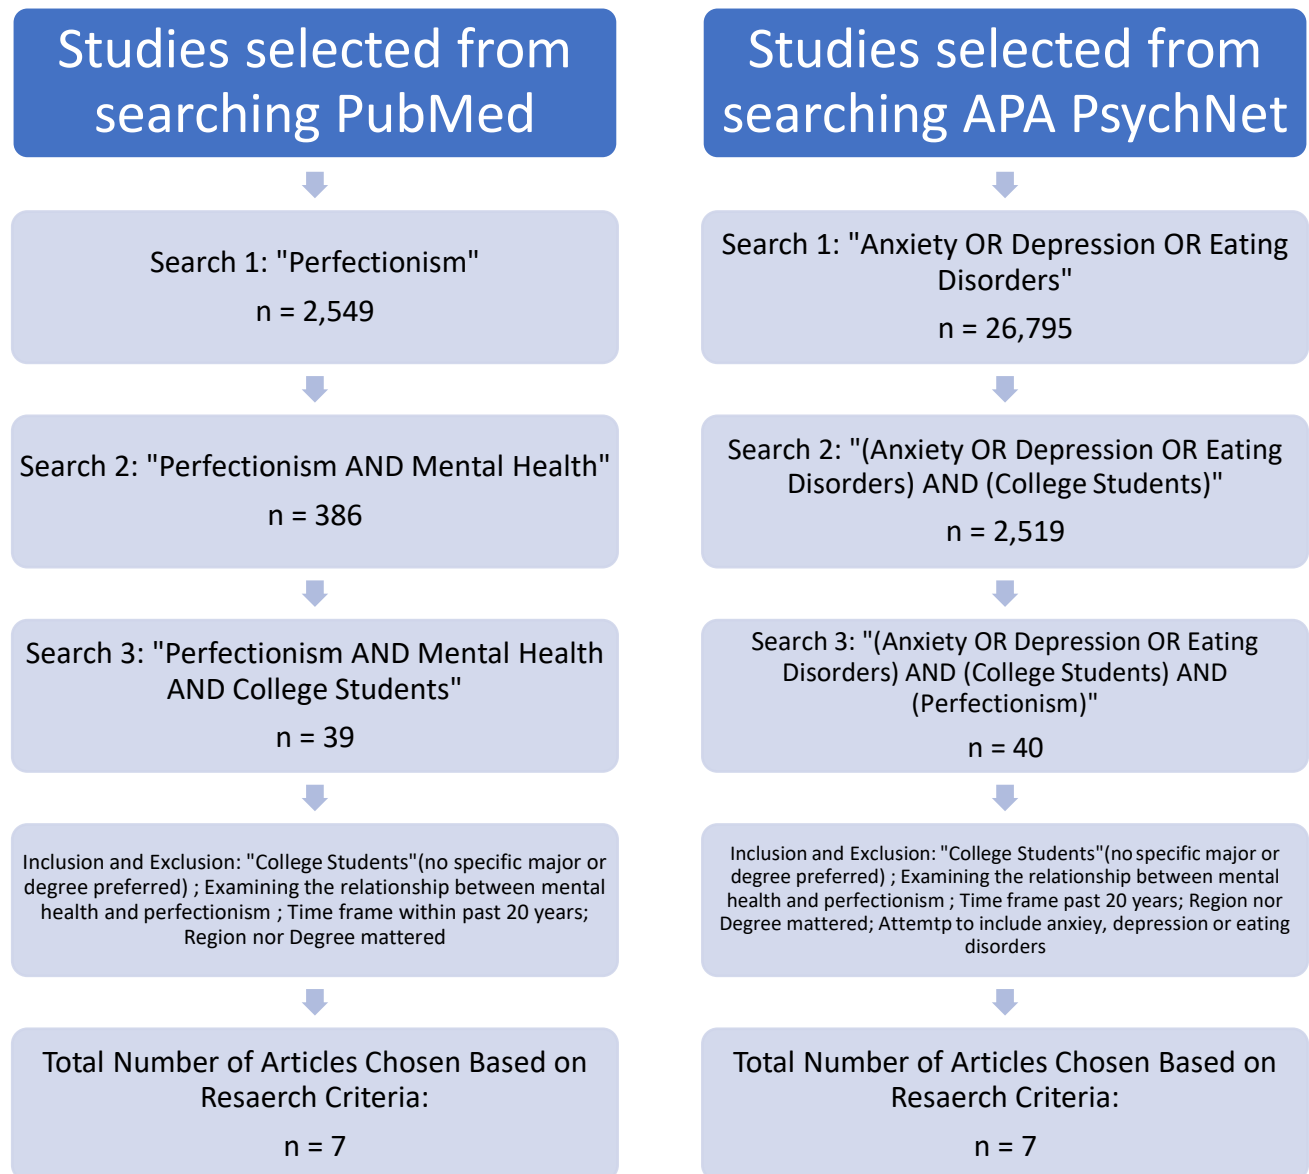 Studies selected from
searching PubMed
Search 1: "Perfectionism"
n = 2,549
Search 2: "Perfectionism AND Mental Health"
n = 386
Search 3: "Perfectionism AND Mental Health
AND College Students"
n = 39
Inclusion and Exclusion: "College Students"(no specific major or
degree preferred) ; Examining the relationship between mental
health and perfectionism ; Time frame within past 20 years;
Region nor Degree mattered
Total Number of Articles Chosen Based on
Resaerch Criteria:
n = 7
Studies selected from
searching APA PsychNet
Search 1: "Anxiety OR Depression OR Eating
Disorders"
n = 26,795
Search 2: "(Anxiety OR Depression OR Eating
Disorders) AND (College Students)"
n = 2,519
Search 3: "(Anxiety OR Depression OR Eating
Disorders) AND (College Students) AND
(Perfectionism)"
n = 40
Inclusion and Exclusion: "College Students"(no specific major or
degree preferred) ; Examining the relationship between mental
health and perfectionism ; Time frame past 20 years; Region nor
Degree mattered; Attemtp to include anxiey, depression or eating
disorders
Total Number of Articles Chosen Based on
Resaerch Criteria:
n = 7